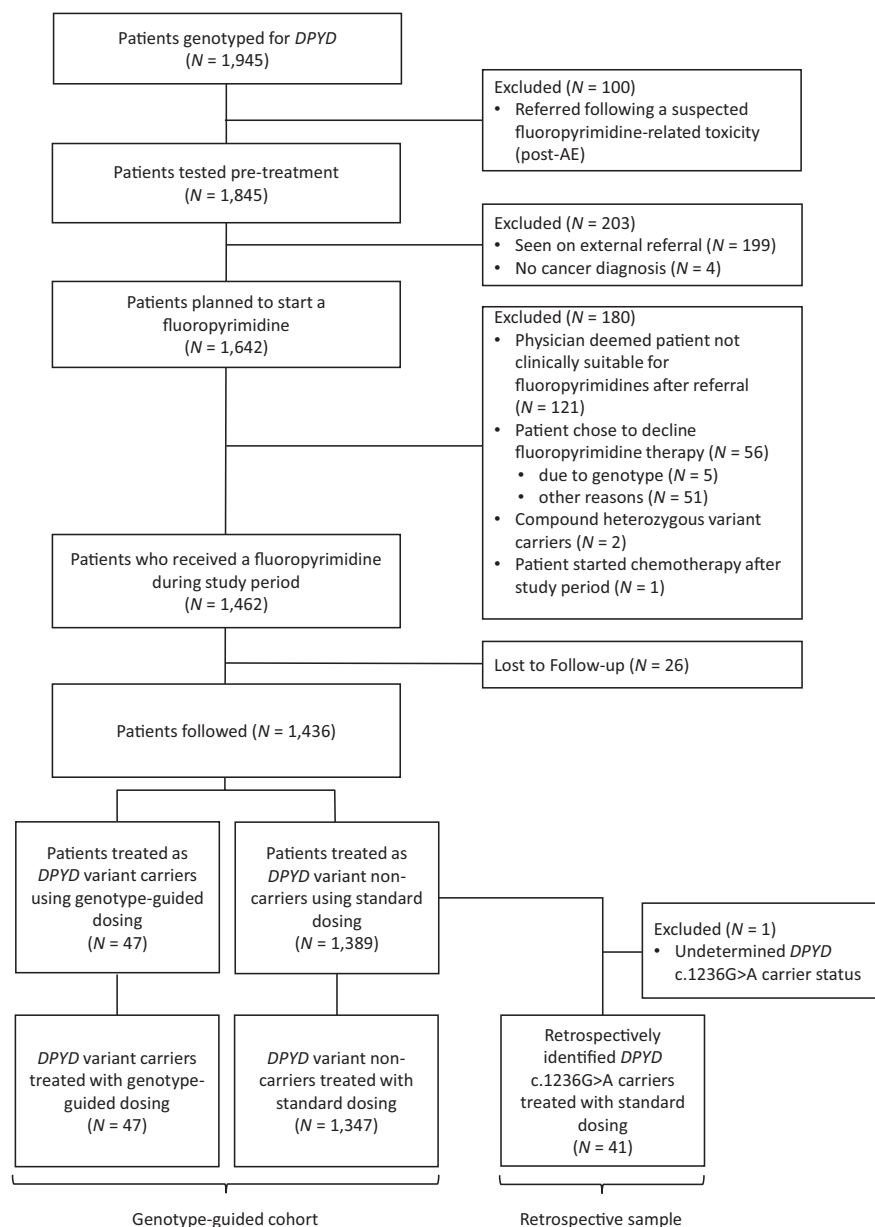 Patients genotyped for DPYD
(N = 1,945)
Excluded (N = 100)
• Referred following a suspected
fluoropyrimidine-related toxicity
(post-AE)
Patients tested pre-treatment
(N = 1,845)
Excluded (N = 203)
• Seen on external referral (N = 199)
• No cancer diagnosis (N = 4)
Patients planned to start a
fluoropyrimidine
(N = 1,642)
Excluded (N = 180)
• Physician deemed patient not
clinically suitable for
fluoropyrimidines after referral
(N = 121)
• Patient chose to decline
fluoropyrimidine therapy (N = 56)
• due to genotype (N = 5)
• other reasons (N = 51)
• Compound heterozygous variant
carriers (N = 2)
• Patient started chemotherapy after
study period (N = 1)
Patients who received a fluoropyrimidine
during study period
(N = 1,462)
Lost to Follow-up (N = 26)
Patients followed (N = 1,436)
Patients treated as
DPYD variant carriers
using genotype-guided
dosing
(N = 47)
Patients treated as
DPYD variant non-
carriers using standard
dosing
(N = 1,389)
Excluded (N = 1)
• Undetermined DPYD
c.1236G>A carrier status
DPYD variant carriers
treated with genotype-
guided dosing
(N = 47)
DPYD variant non-
carriers treated with
standard dosing
(N = 1,347)
Retrospectively
identified DPYD
c.1236G>A carriers
treated with standard
dosing
(N = 41)
Genotype-guided cohort
Retrospective sample